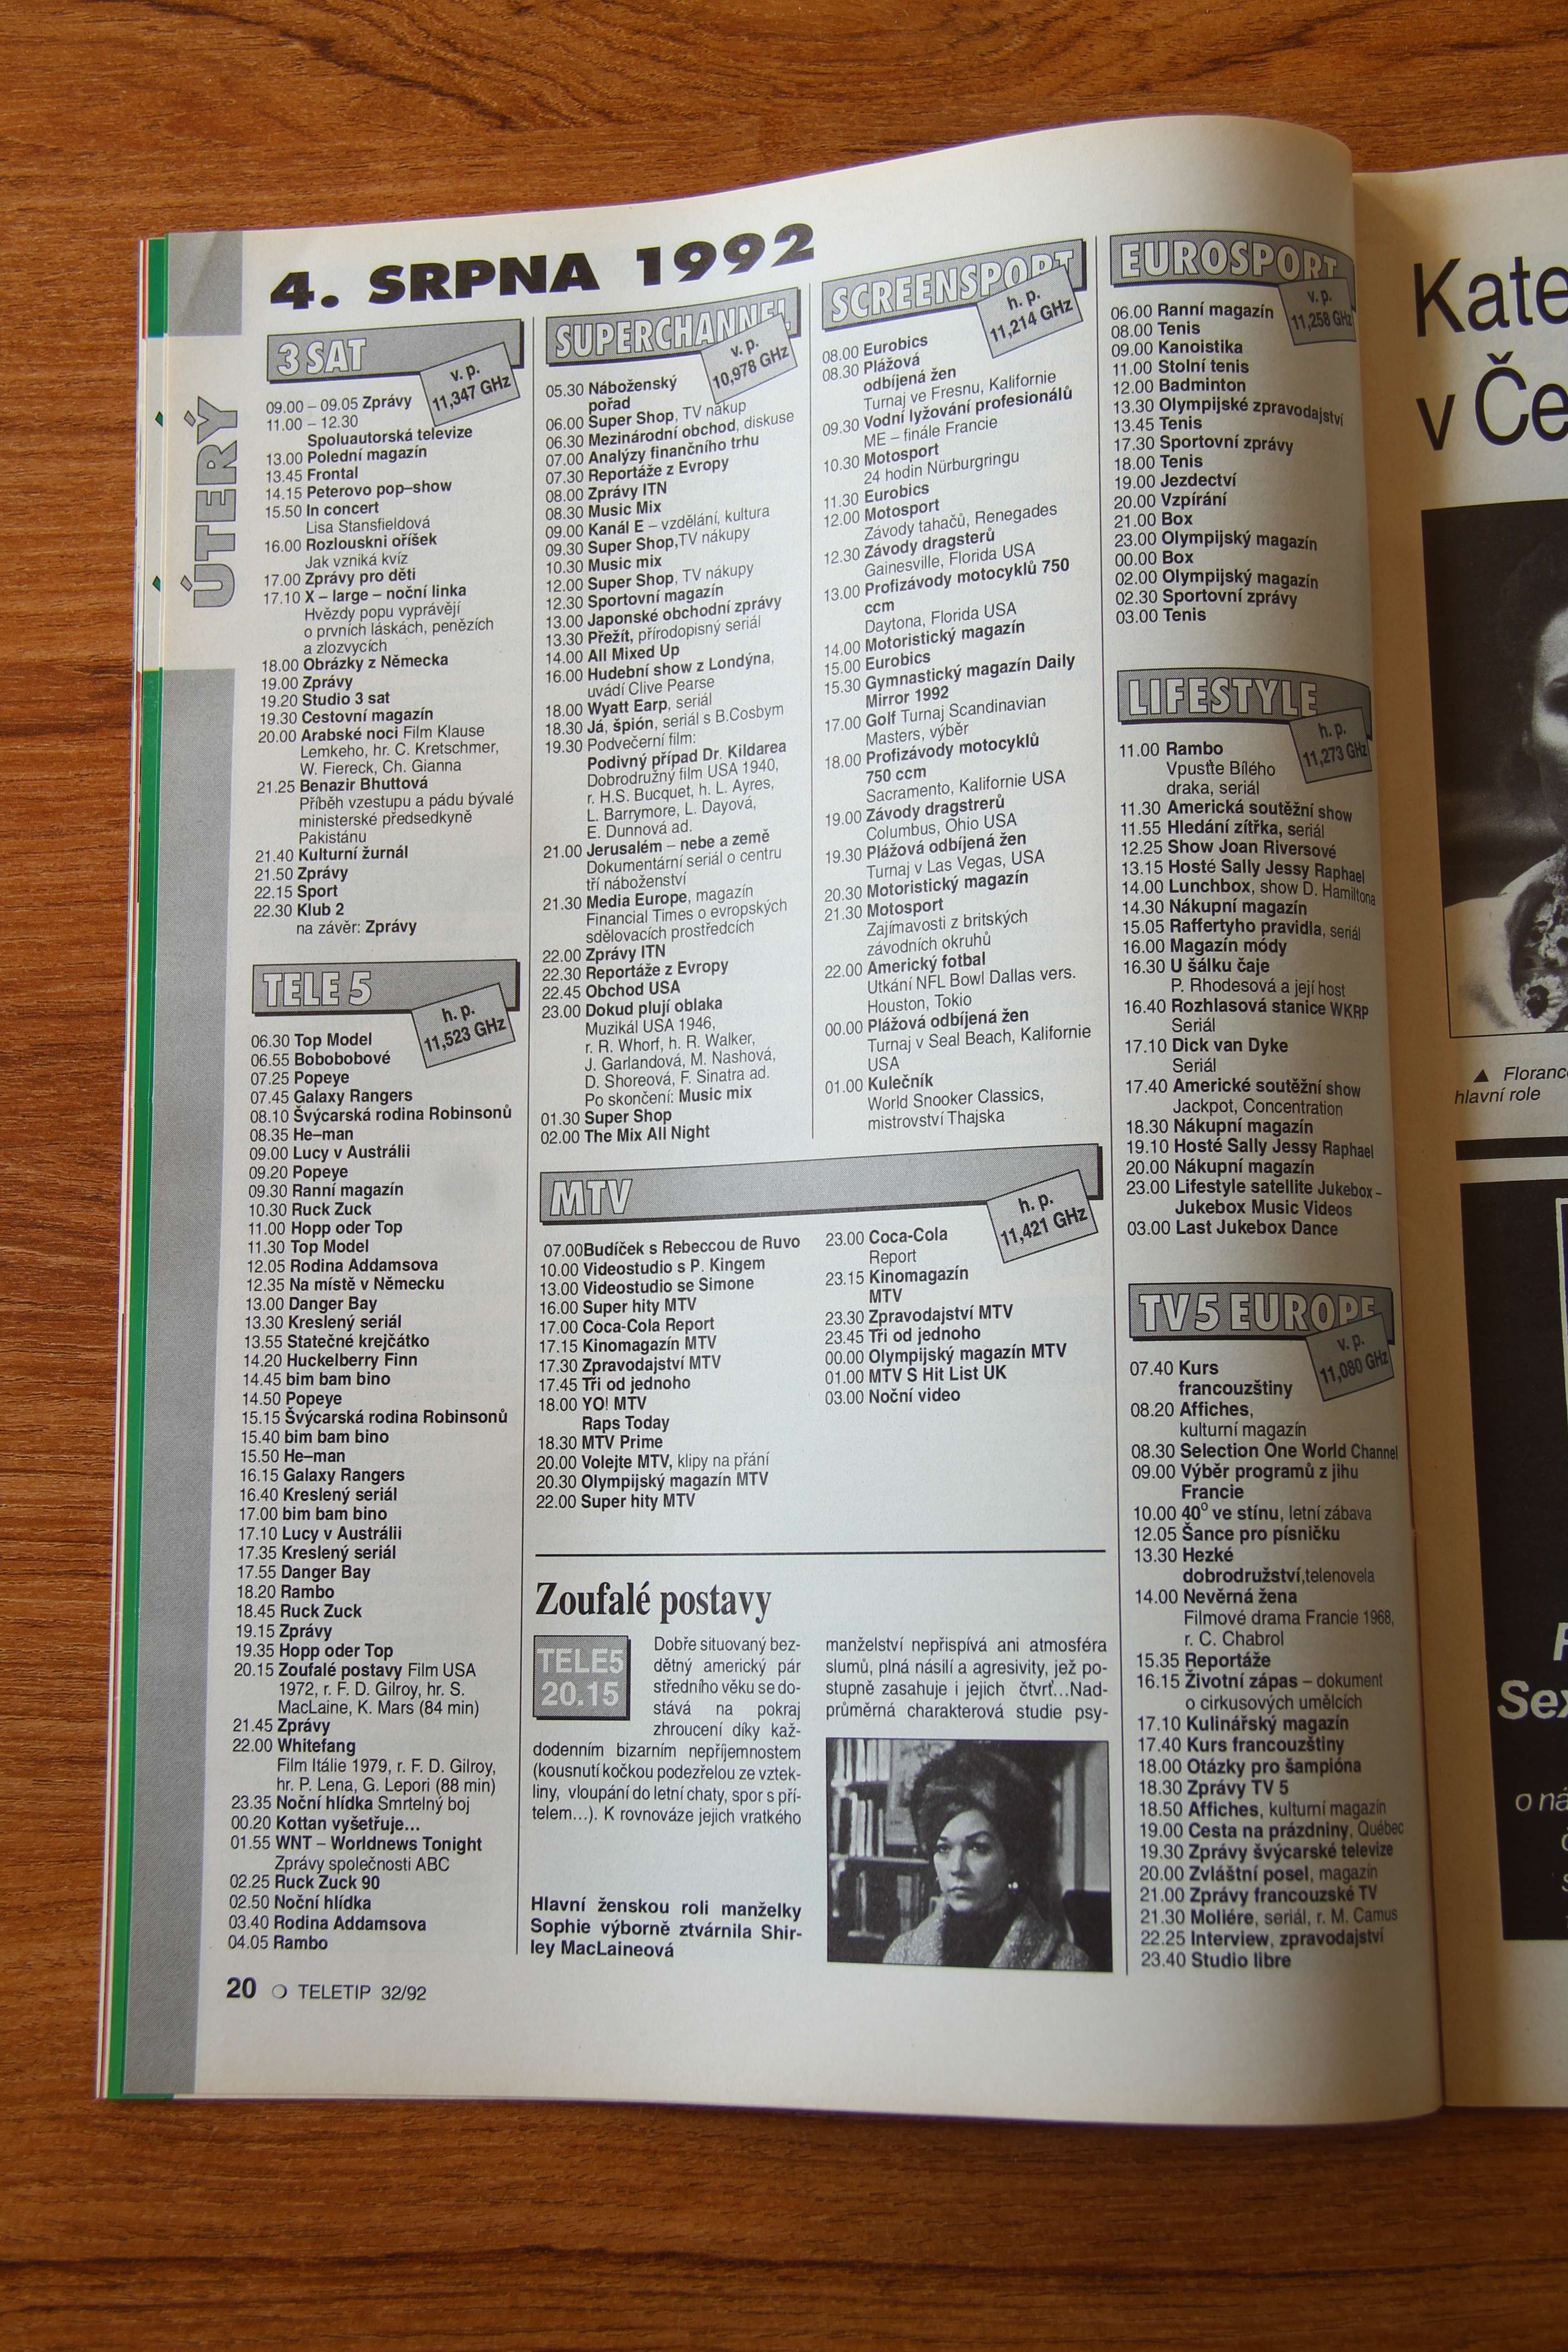 4. SRPNA 1992
ÚTERÝ
3 SAT
v. p.
11,347 GHz
09.00 – 09.05 Zprávy
11.00 – 12.30
Spoluautorská televize
13.00 Polední magazín
13.45 Frontal
14.15 Peterovo pop–show
15.50 In concert
Lisa Stansfieldová
16.00 Rozlouskni oříšek
Jak vzniká kvíz
17.00 Zprávy pro děti
17.10 X – large – noční linka
Hvězdy popu vyprávějí
o prvních láskách, penězích
a zlozvycích
18.00 Obrázky z Německa
19.00 Zprávy
19.20 Studio 3 sat
19.30 Cestovní magazín
20.00 Arabské noci Film Klause
Lemkeho, hr. C. Kretschmer,
W. Fiereck, Ch. Gianna
21.25 Benazir Bhuttová
Příběh vzestupu a pádu bývalé
ministerské předsedkyně
Pakistánu
21.40 Kulturní žurnál
21.50 Zprávy
22.15 Sport
22.30 Klub 2
na závěr: Zprávy
TELE 5
h. p.
11,523 GHz
06.30 Top Model
06.55 Bobobobové
07.25 Popeye
07.45 Galaxy Rangers
08.10 Švýcarská rodina Robinsonů
08.35 He–man
09.00 Lucy v Austrálii
09.20 Popeye
09.30 Ranní magazín
10.30 Ruck Zuck
11.00 Hopp oder Top
11.30 Top Model
12.05 Rodina Addamsova
12.35 Na místě v Německu
13.00 Danger Bay
13.30 Kreslený seriál
13.55 Statečné krejčátko
14.20 Huckelberry Finn
14.45 bim bam bino
14.50 Popeye
15.15 Švýcarská rodina Robinsonů
15.40 bim bam bino
15.50 He–man
16.15 Galaxy Rangers
16.40 Kreslený seriál
17.00 bim bam bino
17.10 Lucy v Austrálii
17.35 Kreslený seriál
17.55 Danger Bay
18.20 Rambo
18.45 Ruck Zuck
19.15 Zprávy
19.35 Hopp oder Top
20.15 Zoufalé postavy Film USA
1972, r. F. D. Gilroy, hr. S.
MacLaine, K. Mars (84 min)
21.45 Zprávy
22.00 Whitefang
Film Itálie 1979, r. F. D. Gilroy,
hr. P. Lena, G. Lepori (88 min)
23.35 Noční hlídka Smrtelný boj
00.20 Kottan vyšetřuje...
01.55 WNT – Worldnews Tonight
Zprávy společnosti ABC
02.25 Ruck Zuck 90
02.50 Noční hlídka
03.40 Rodina Addamsova
04.05 Rambo
SUPERCHANNEL
v. p.
10,978 GHz
05.30 Náboženský
pořad
06.00 Super Shop, TV nákup
06.30 Mezinárodní obchod, diskuse
07.00 Analýzy finančního trhu
07.30 Reportáže z Evropy
08.00 Zprávy ITN
08.30 Music Mix
09.00 Kanál E – vzdělání, kultura
09.30 Super Shop,TV nákupy
10.30 Music mix
12.00 Super Shop, TV nákupy
12.30 Sportovní magazín
13.00 Japonské obchodní zprávy
13.30 Přežít, přírodopisný seriál
14.00 All Mixed Up
16.00 Hudební show z Londýna,
uvádí Clive Pearse
18.00 Wyatt Earp, seriál
18.30 Já, špión, seriál s B.Cosbym
19.30 Podvečerní film:
Podivný případ Dr. Kildarea
Dobrodružný film USA 1940,
r. H.S. Bucquet, h. L. Ayres,
L. Barrymore, L. Dayová,
E. Dunnová ad.
21.00 Jerusalém – nebe a země
Dokumentární seriál o centru
tří náboženství
21.30 Media Europe, magazín
Financial Times o evropských
sdělovacích prostředcích
22.00 Zprávy ITN
22.30 Reportáže z Evropy
22.45 Obchod USA
23.00 Dokud plují oblaka
Muzikál USA 1946,
r. R. Whorf, h. R. Walker,
J. Garlandová, M. Nashová,
D. Shoreová, F. Sinatra ad.
Po skončení: Music mix
01.30 Super Shop
02.00 The Mix All Night
SCREENSPORT
h. p.
11,214 GHz
08.00 Eurobics
08.30 Plážová
odbíjená žen
Turnaj ve Fresnu, Kalifornie
09.30 Vodní lyžování profesionálů
ME – finále Francie
10.30 Motosport
24 hodin Nürburgringu
11.30 Eurobics
12.00 Motosport
Závody tahačů, Renegades
12.30 Závody dragsterů
Gainesville, Florida USA
13.00 Profizávody motocyklů 750
ccm
Daytona, Florida USA
14.00 Motoristický magazín
15.00 Eurobics
15.30 Gymnastický magazín Daily
Mirror 1992
17.00 Golf Turnaj Scandinavian
Masters, výběr
18.00 Profizávody motocyklů
750 ccm
Sacramento, Kalifornie USA
19.00 Závody dragstrerů
Columbus, Ohio USA
19.30 Plážová odbíjená žen
Turnaj v Las Vegas, USA
20.30 Motoristický magazín
21.30 Motosport
Zajímavosti z britských
závodních okruhů
22.00 Americký fotbal
Utkání NFL Bowl Dallas vers.
Houston, Tokio
00.00 Plážová odbíjená žen
Turnaj v Seal Beach, Kalifornie
USA
01.00 Kulečník
World Snooker Classics,
mistrovství Thajska
MTV
h. p.
11,421 GHz
07.00Budíček s Rebeccou de Ruvo
10.00 Videostudio s P. Kingem
13.00 Videostudio se Simone
16.00 Super hity MTV
17.00 Coca-Cola Report
17.15 Kinomagazín MTV
17.30 Zpravodajství MTV
17.45 Tři od jednoho
18.00 YO! MTV
Raps Today
18.30 MTV Prime
20.00 Volejte MTV, klipy na přání
20.30 Olympijský magazín MTV
22.00 Super hity MTV
23.00 Coca-Cola
Report
23.15 Kinomagazín
MTV
23.30 Zpravodajství MTV
23.45 Tři od jednoho
00.00 Olympijský magazín MTV
01.00 MTV S Hit List UK
03.00 Noční video
Zoufalé postavy
TELE5
20.15
Dobře situovaný bez-
dětný americký pár
středního věku se do-
stává na pokraj
zhroucení díky kaž-
dodenním bizarním nepříjemnostem
(kousnutí kočkou podezřelou ze vztek-
liny, vloupání do letní chaty, spor s pří-
telem...). K rovnováze jejich vratkého
manželství nepřispívá ani atmosféra
slumů, plná násilí a agresivity, jež po-
stupně zasahuje i jejich čtvrť...Nad-
průměrná charakterová studie psy-
Hlavní ženskou roli manželky
Sophie výborně ztvárnila Shir-
ley MacLaineová
EUROSPORT
v. p.
11,258 GHz
06.00 Ranní magazín
08.00 Tenis
09.00 Kanoistika
11.00 Stolní tenis
12.00 Badminton
13.30 Olympijské zpravodajství
13.45 Tenis
17.30 Sportovní zprávy
18.00 Tenis
19.00 Jezdectví
20.00 Vzpírání
21.00 Box
23.00 Olympijský magazín
00.00 Box
02.00 Olympijský magazín
02.30 Sportovní zprávy
03.00 Tenis
LIFESTYLE
h. p.
11,273 GHz
11.00 Rambo
Vpusťte Bílého
draka, seriál
11.30 Americká soutěžní show
11.55 Hledání zítřka, seriál
12.25 Show Joan Riversové
13.15 Hosté Sally Jessy Raphael
14.00 Lunchbox, show D. Hamiltona
14.30 Nákupní magazín
15.05 Raffertyho pravidla, seriál
16.00 Magazín módy
16.30 U šálku čaje
P. Rhodesová a její host
16.40 Rozhlasová stanice WKRP
Seriál
17.10 Dick van Dyke
Seriál
17.40 Americké soutěžní show
Jackpot, Concentration
18.30 Nákupní magazín
19.10 Hosté Sally Jessy Raphael
20.00 Nákupní magazín
23.00 Lifestyle satellite Jukebox –
Jukebox Music Videos
03.00 Last Jukebox Dance
TV5 EUROPE
v. p.
11,080 GHz
07.40 Kurs
francouzštiny
08.20 Affiches,
kulturní magazín
08.30 Selection One World Channel
09.00 Výběr programů z jihu
Francie
10.00 40° ve stínu, letní zábava
12.05 Šance pro písničku
13.30 Hezké
dobrodružství,telenovela
14.00 Nevěrná žena
Filmové drama Francie 1968,
r. C. Chabrol
15.35 Reportáže
16.15 Životní zápas – dokument
o cirkusových umělcích
17.10 Kulinářský magazín
17.40 Kurs francouzštiny
18.00 Otázky pro šampióna
18.30 Zprávy TV 5
18.50 Affiches, kulturní magazín
19.00 Cesta na prázdniny, Québec
19.30 Zprávy švýcarské televize
20.00 Zvláštní posel, magazín
21.00 Zprávy francouzské TV
21.30 Moliére, seriál, r. M. Camus
22.25 Interview, zpravodajství
23.40 Studio libre
20 TELETIP 32/92
Kate
v Če
▲ Floranc
hlavní role
Sex
o ná